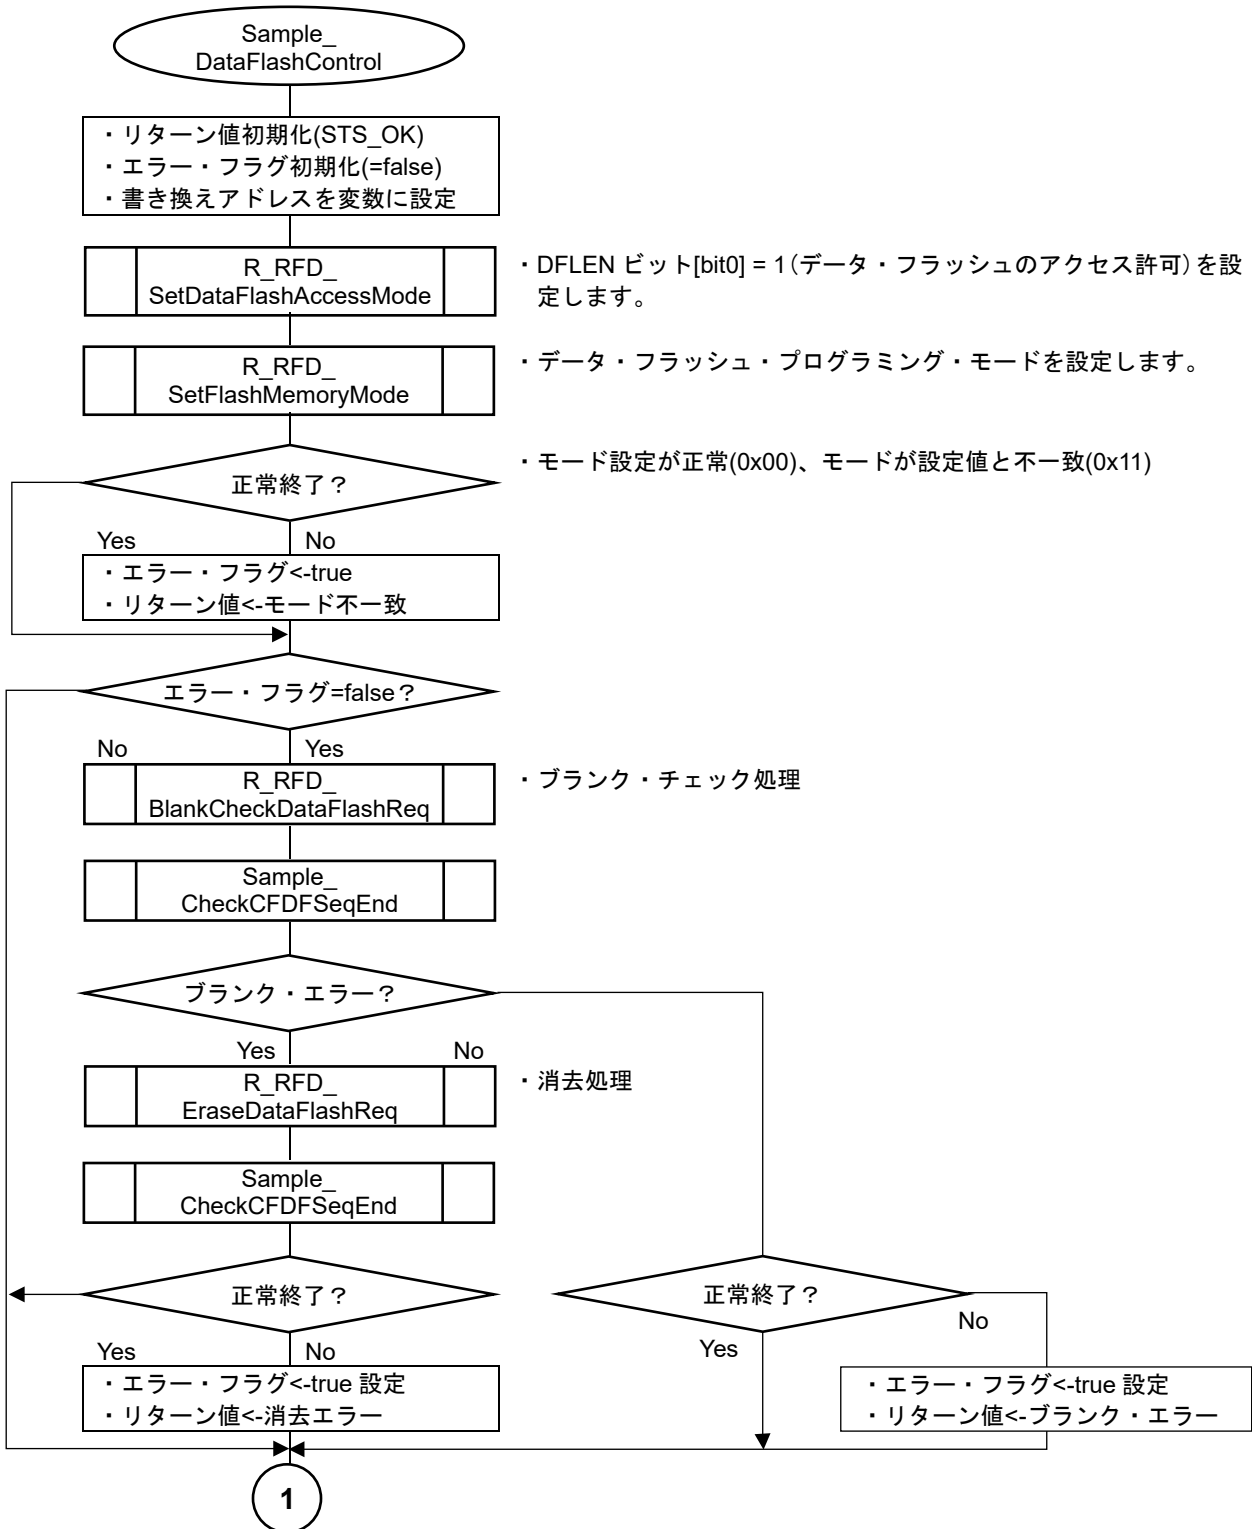 Sample_
DataFlashControl
・リターン値初期化(STS_OK)
・エラー・フラグ初期化(=false)
・書き換えアドレスを変数に設定
R_RFD_
SetDataFlashAccessMode
・DFLEN ビット[bit0] = 1(データ・フラッシュのアクセス許可)を設
定します。
R_RFD_
SetFlashMemoryMode
・データ・フラッシュ・プログラミング・モードを設定します。
正常終了？
・モード設定が正常(0x00)、モードが設定値と不一致(0x11)
Yes No
・エラー・フラグ<-true
・リターン値<-モード不一致
エラー・フラグ=false？
No Yes
R_RFD_
BlankCheckDataFlashReq
・ブランク・チェック処理
Sample_
CheckCFDFSeqEnd
ブランク・エラー？
Yes No
R_RFD_
EraseDataFlashReq
・消去処理
Sample_
CheckCFDFSeqEnd
正常終了？
正常終了？
Yes No
Yes
No
・エラー・フラグ<-true 設定
・リターン値<-消去エラー
・エラー・フラグ<-true 設定
・リターン値<-ブランク・エラー
1